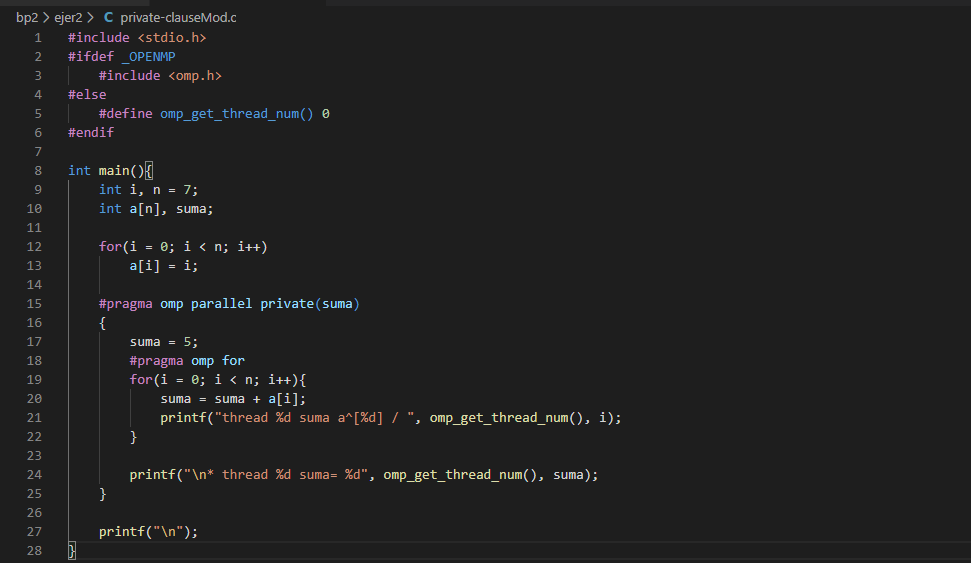 bp2 > ejer2 > C private-clauseMod.c
1 #include <stdio.h>
2 #ifdef _OPENMP
3     #include <omp.h>
4 #else
5     #define omp_get_thread_num() 0
6 #endif
7
8 int main(){
9     int i, n = 7;
10     int a[n], suma;
11
12     for(i = 0; i < n; i++)
13         a[i] = i;
14
15     #pragma omp parallel private(suma)
16     {
17         suma = 5;
18         #pragma omp for
19         for(i = 0; i < n; i++){
20             suma = suma + a[i];
21             printf("thread %d suma a^[%d] / ", omp_get_thread_num(), i);
22         }
23
24         printf("\n* thread %d suma= %d", omp_get_thread_num(), suma);
25     }
26
27     printf("\n");
28 }